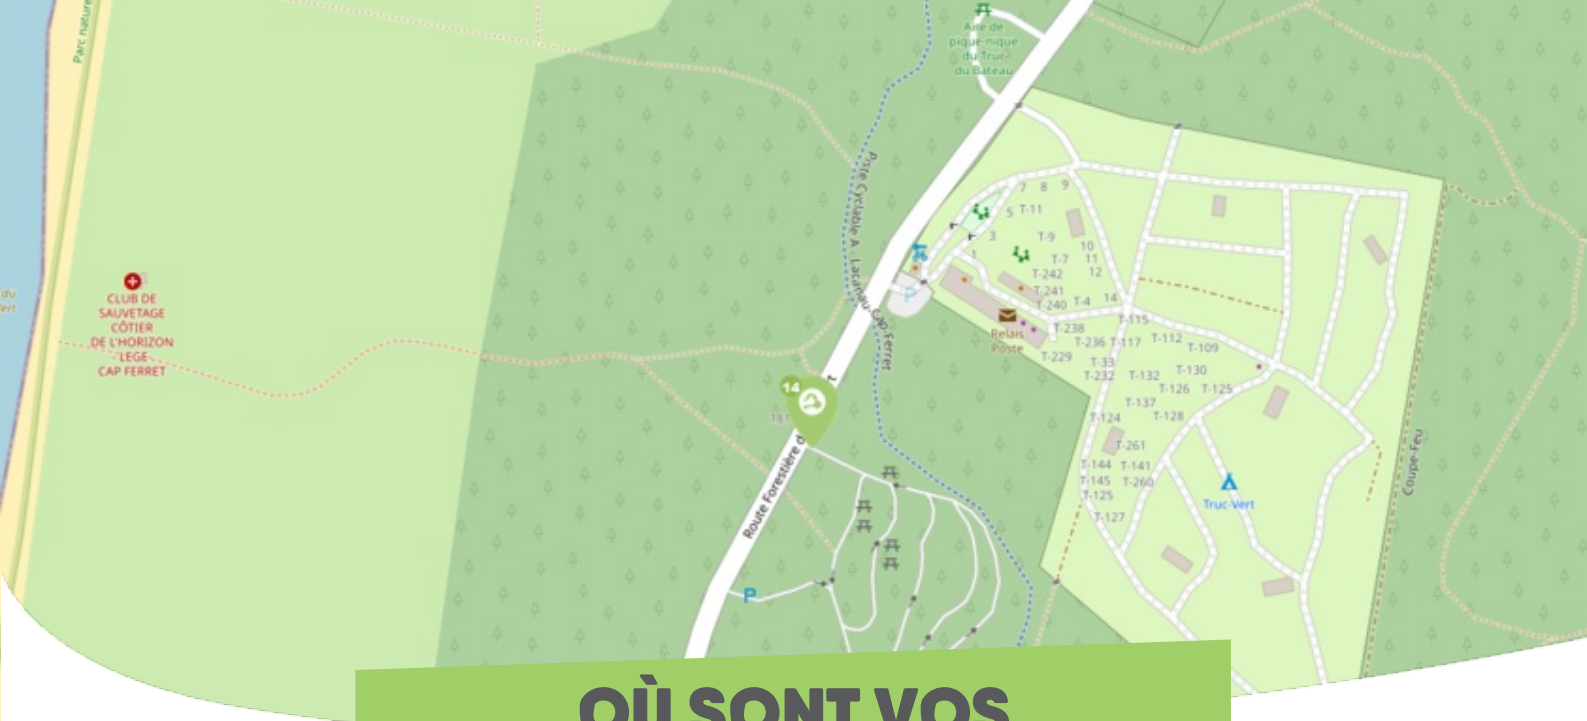 Parc nature
Aire de
pique-nique
du Truc
du Bateau
Piste Cyclable A. Lacanau-Cap-Ferret
7 8 9
5 T-11
3
T-9
10
1
T-7 11
T-242 12
T-241
T-240 T-4 14
Relais
Poste
T-238
T-115
T-236 T-117 T-112
T-109
T-229
T-33
T-232 T-132 T-130
T-126 T-125
T-137
T-124 T-128
T-261
T-144 T-141
T-145 T-260
T-125
T-127
Truc-Vert
Coupe-Feu
du
CLUB DE
SAUVETAGE
CÔTIER
DE L'HORIZON
- LEGE
CAP FERRET
14
Route Forestière d
t
P
P
OÙ SONT VOS